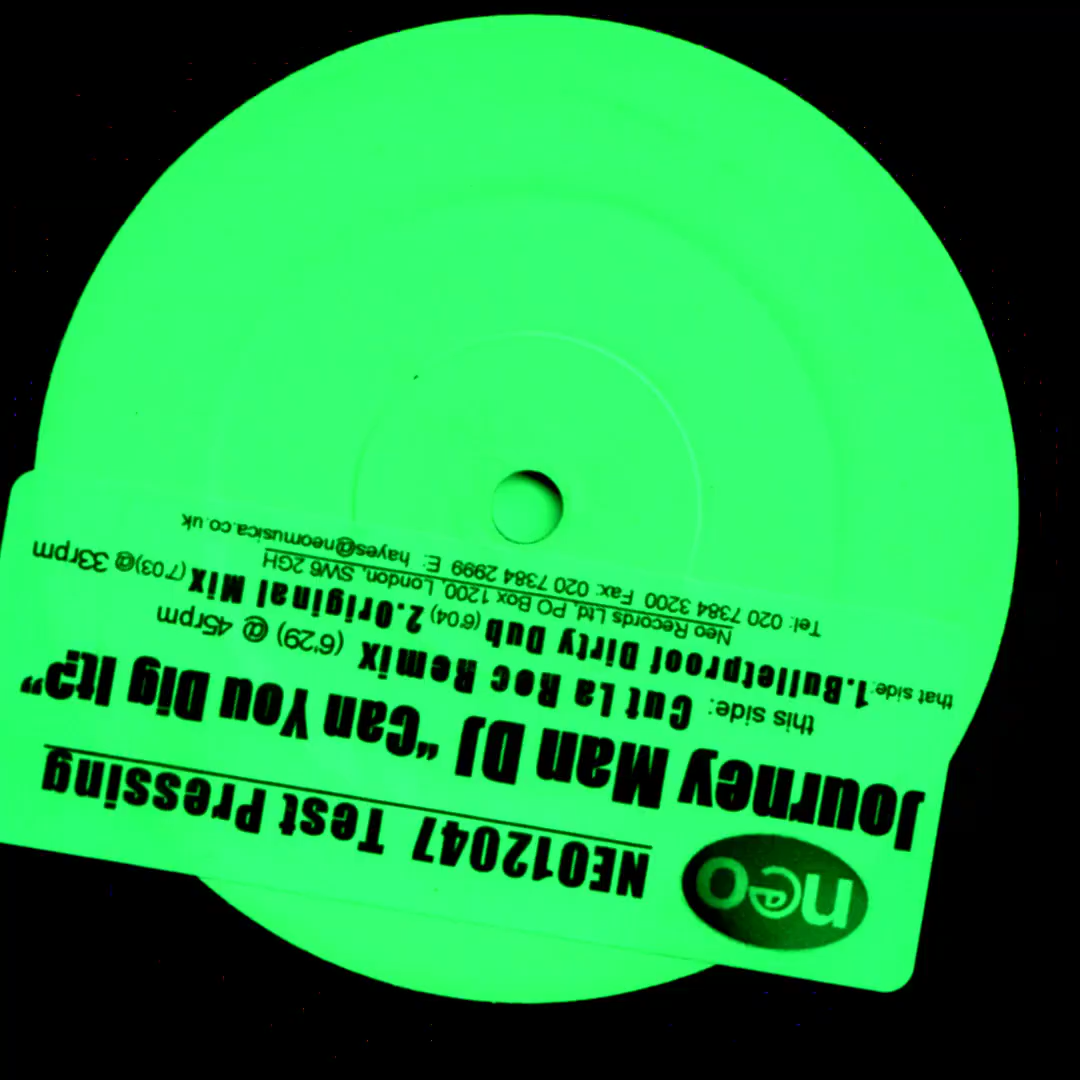 neo
NEO12047 Test Pressing
Journey Man DJ "Can You Dig It?"
this side: Cut La Roc Remix (6'29) @ 45rpm
that side:1.Bulletproof Dirty Dub (6'04) 2.Original Mix (7'03)@ 33rpm
Neo Records Ltd, PO Box 1200, London, SW6 2GH
Tel: 020 7384 3200 Fax: 020 7384 2999 E: hayes@neomusica.co.uk